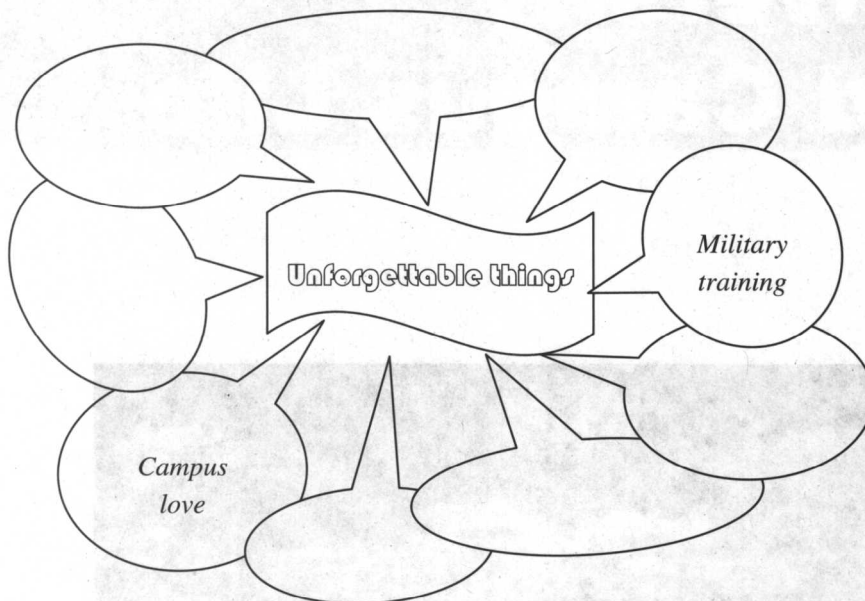 Unforgettable things
Military
training
Campus
love